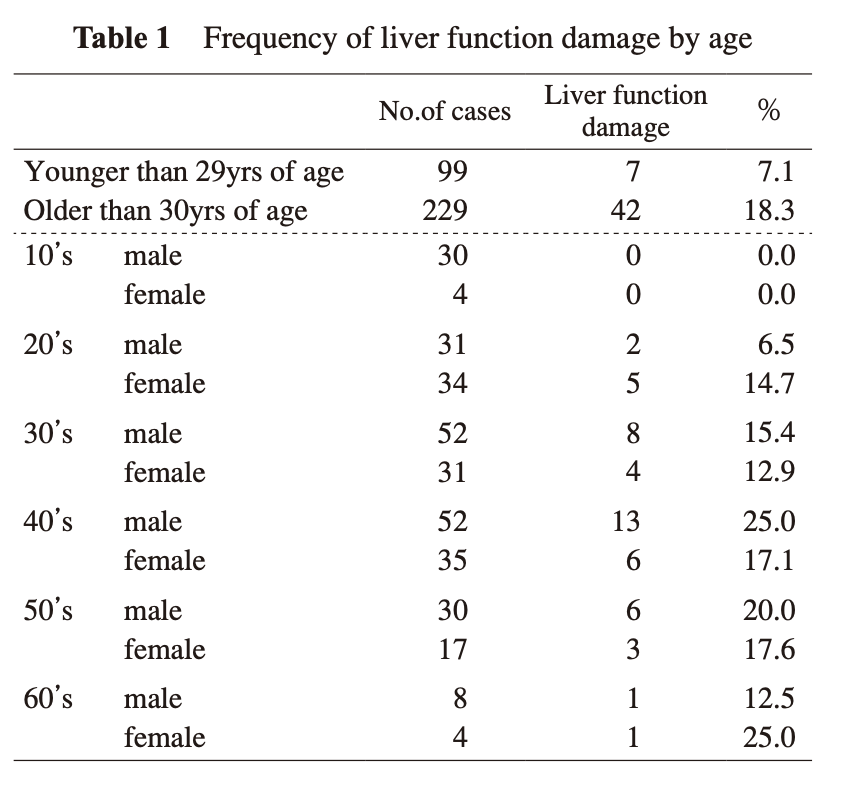 Table 1 Frequency of liver function damage by age
No.of cases Liver function damage %
Younger than 29yrs of age 99 7 7.1
Older than 30yrs of age 229 42 18.3
10’s male 30 0 0.0
female 4 0 0.0
20’s male 31 2 6.5
female 34 5 14.7
30’s male 52 8 15.4
female 31 4 12.9
40’s male 52 13 25.0
female 35 6 17.1
50’s male 30 6 20.0
female 17 3 17.6
60’s male 8 1 12.5
female 4 1 25.0